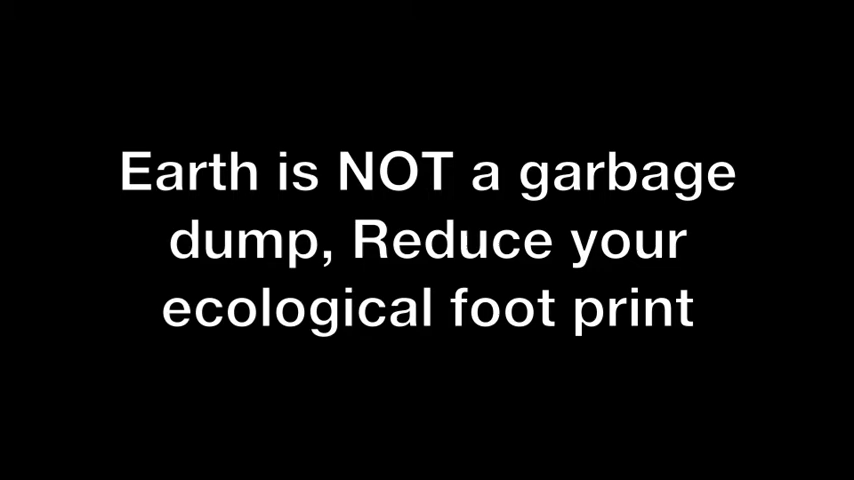 Earth is NOT a garbage
dump, Reduce your
ecological foot print